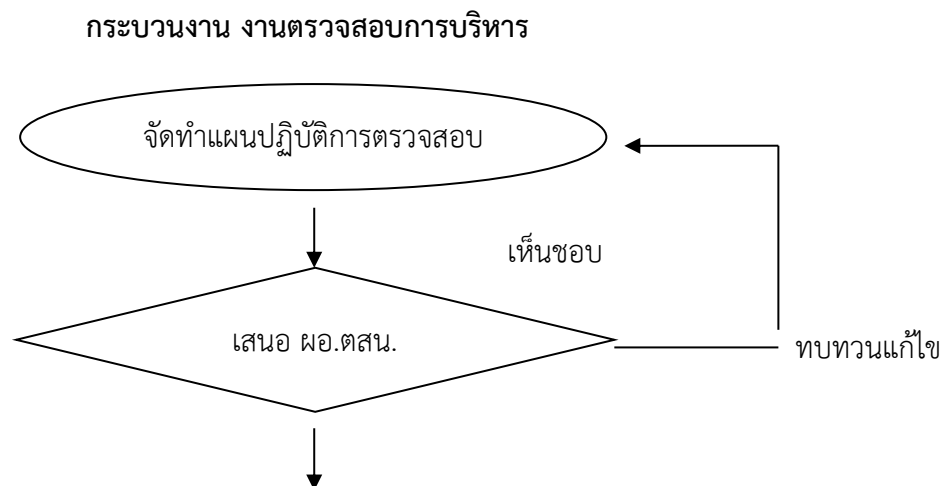 กระบวนงาน งานตรวจสอบการบริหาร
จัดทำแผนปฏิบัติการตรวจสอบ
เห็นชอบ
เสนอ ผอ.ตสน.
ทบทวนแก้ไข